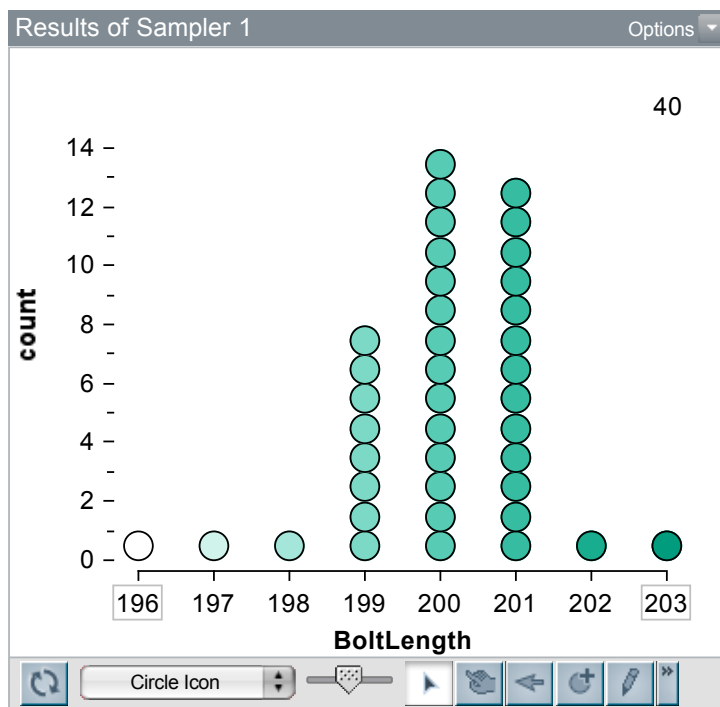 Results of Sampler 1 Options
40
14
12
10
8
6
4
2
0
count
196 197 198 199 200 201 202 203
BoltLength
Circle Icon »